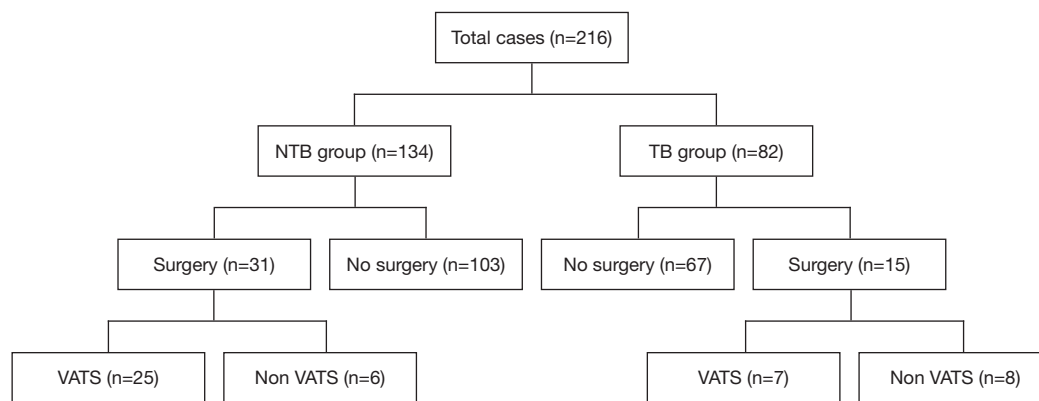 Total cases (n=216)
NTB group (n=134)
TB group (n=82)
Surgery (n=31)
No surgery (n=103)
No surgery (n=67)
Surgery (n=15)
VATS (n=25)
Non VATS (n=6)
VATS (n=7)
Non VATS (n=8)